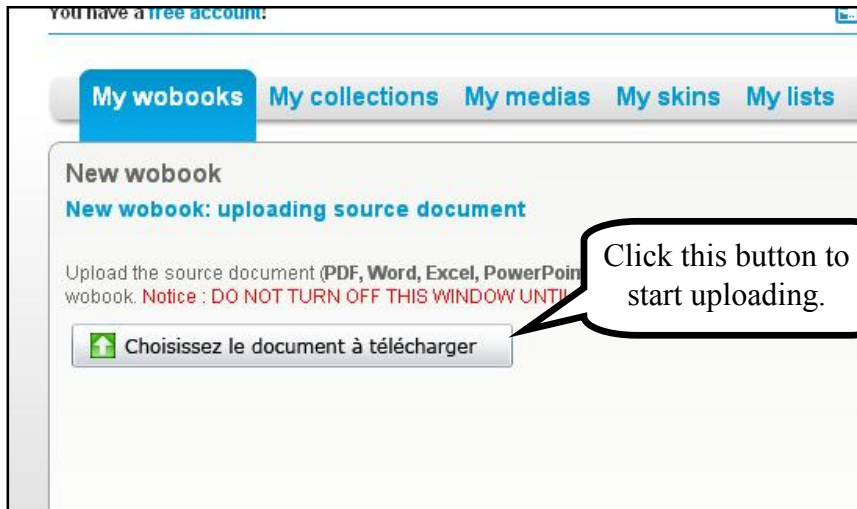 You have a free account!
My wobooks My collections My medias My skins My lists
New wobook
New wobook: uploading source document
Upload the source document (PDF, Word, Excel,
wobook. Notice : DO NOT TURN OFF THIS WINDOW
Click this button to
start uploading.
Choisissez le document à télécharger